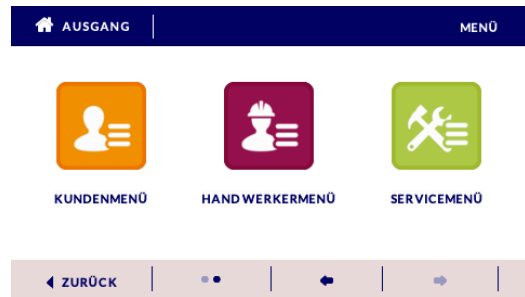 AUSGANG
MENÜ
KUNDENMENÜ
HANDWERKERMENÜ
SERVICEMENÜ
ZURÜCK